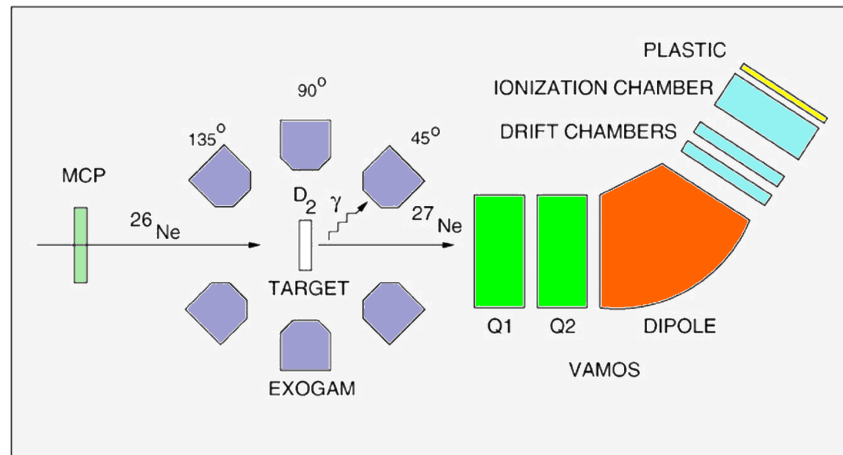 PLASTIC
IONIZATION CHAMBER
DRIFT CHAMBERS
90°
135°
45°
MCP
D2
γ
26Ne
27Ne
TARGET
EXOGAM
Q1
Q2
DIPOLE
VAMOS